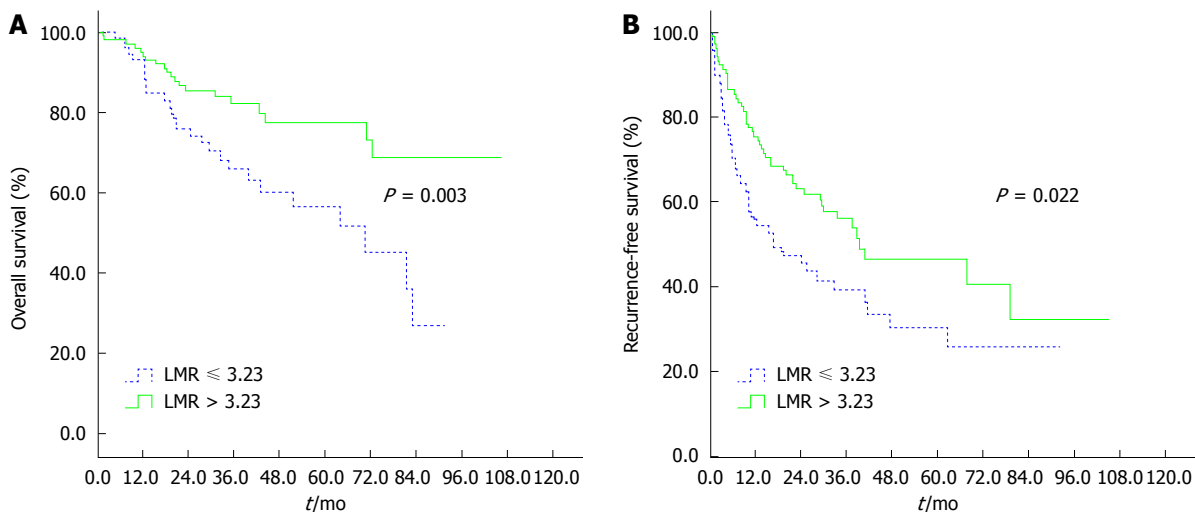 A
100.0
80.0
60.0
40.0
20.0
0.0
Overall survival (%)
P = 0.003
LMR ⩽ 3.23
LMR > 3.23
0.0 12.0 24.0 36.0 48.0 60.0 72.0 84.0 96.0 108.0 120.0
t/mo
B
100.0
80.0
60.0
40.0
20.0
0.0
Recurrence-free survival (%)
P = 0.022
LMR ⩽ 3.23
LMR > 3.23
0.0 12.0 24.0 36.0 48.0 60.0 72.0 84.0 96.0 108.0 120.0
t/mo